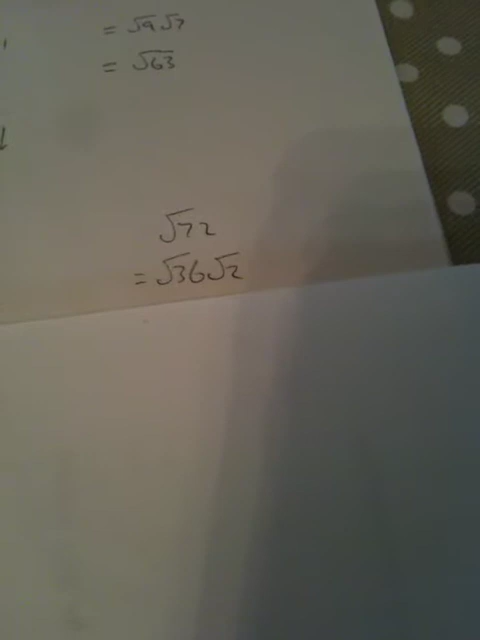 = √9√7
= √63
√72
= √36√2